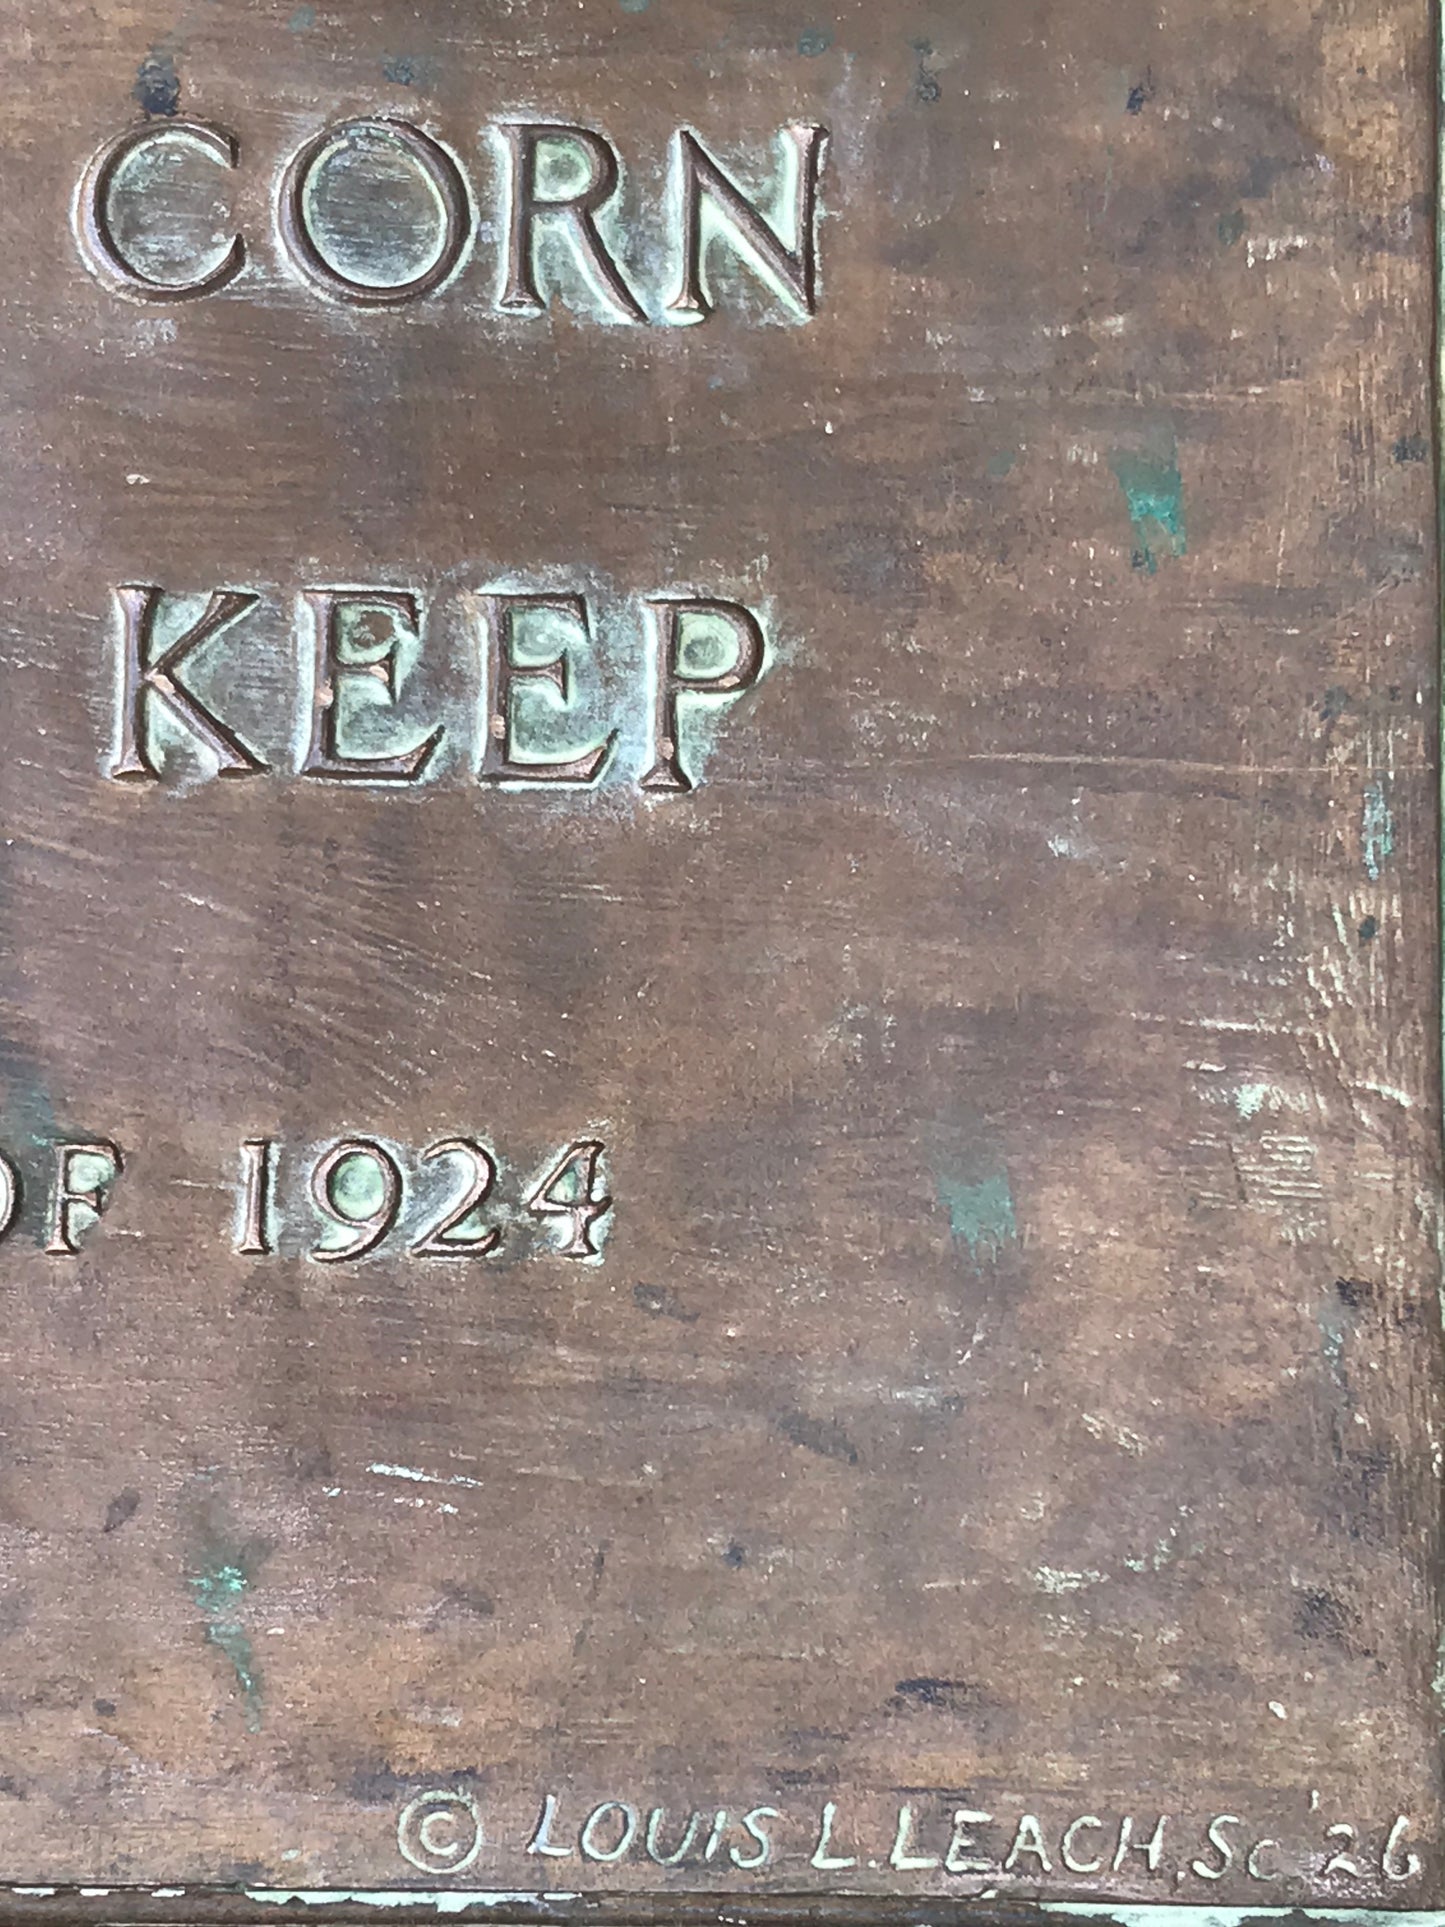 CORN
KEEP
OF 1924
© LOUIS L. LEACH, Sc '26